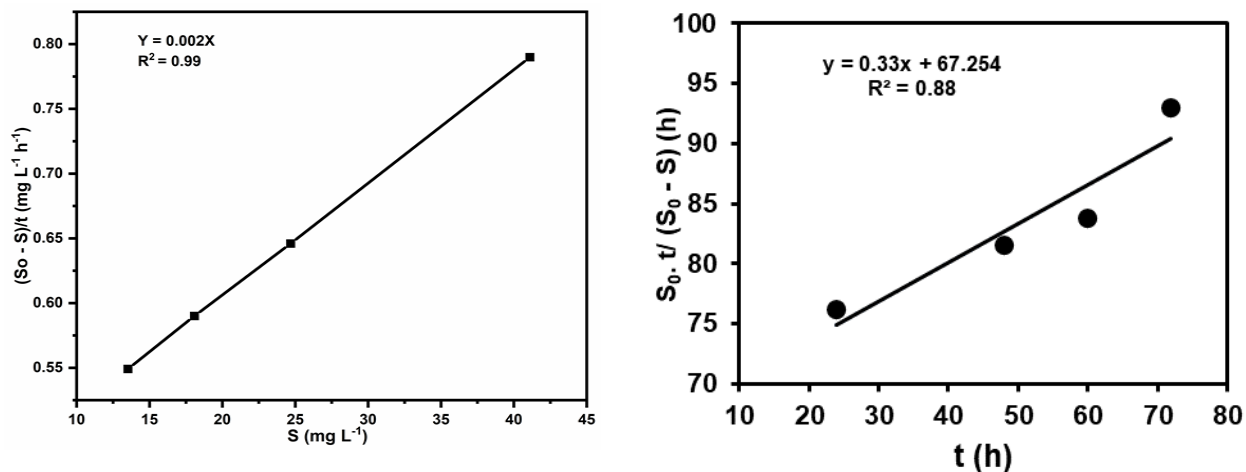 Y = 0.002X
R² = 0.99
0.80
0.75
0.70
0.65
0.60
0.55
(So - S)/t (mg L⁻¹ h⁻¹)
10 15 20 25 30 35 40 45
S (mg L⁻¹)
y = 0.33x + 67.254
R² = 0.88
100
95
90
85
80
75
70
S₀. t/ (S₀ - S) (h)
10 20 30 40 50 60 70 80
t (h)